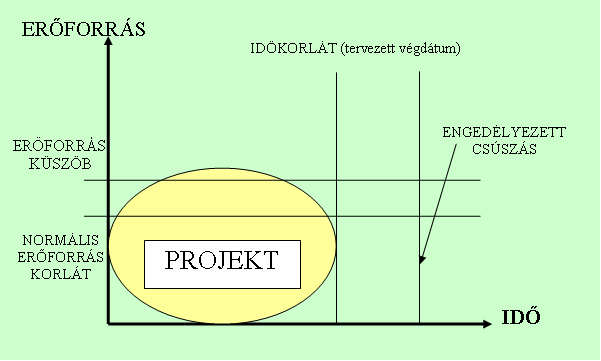 ERŐFORRÁS
IDŐKORLÁT (tervezett végdátum)
ERŐFORRÁS
KÜSZÖB
ENGEDÉLYEZETT
CSÚSZÁS
NORMÁLIS
ERŐFORRÁS
KORLÁT
PROJEKT
IDŐ